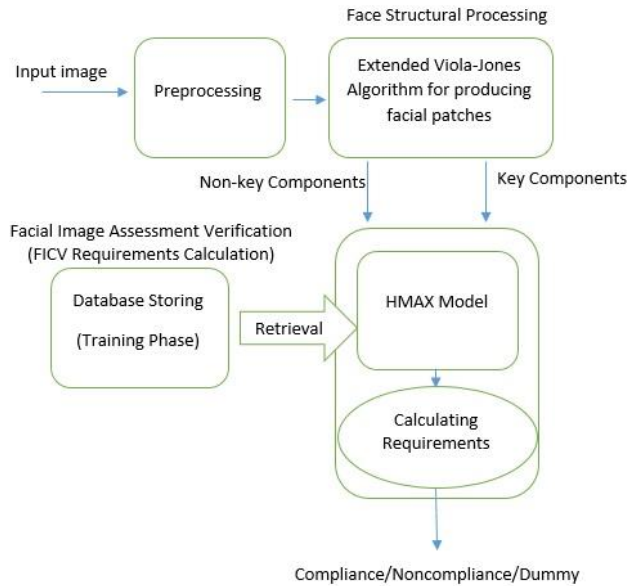 Face Structural Processing
Input image
Preprocessing
Extended Viola-Jones
Algorithm for producing
facial patches
Non-key Components
Key Components
Facial Image Assessment Verification
(FICV Requirements Calculation)
Database Storing
(Training Phase)
Retrieval
HMAX Model
Calculating
Requirements
Compliance/Noncompliance/Dummy